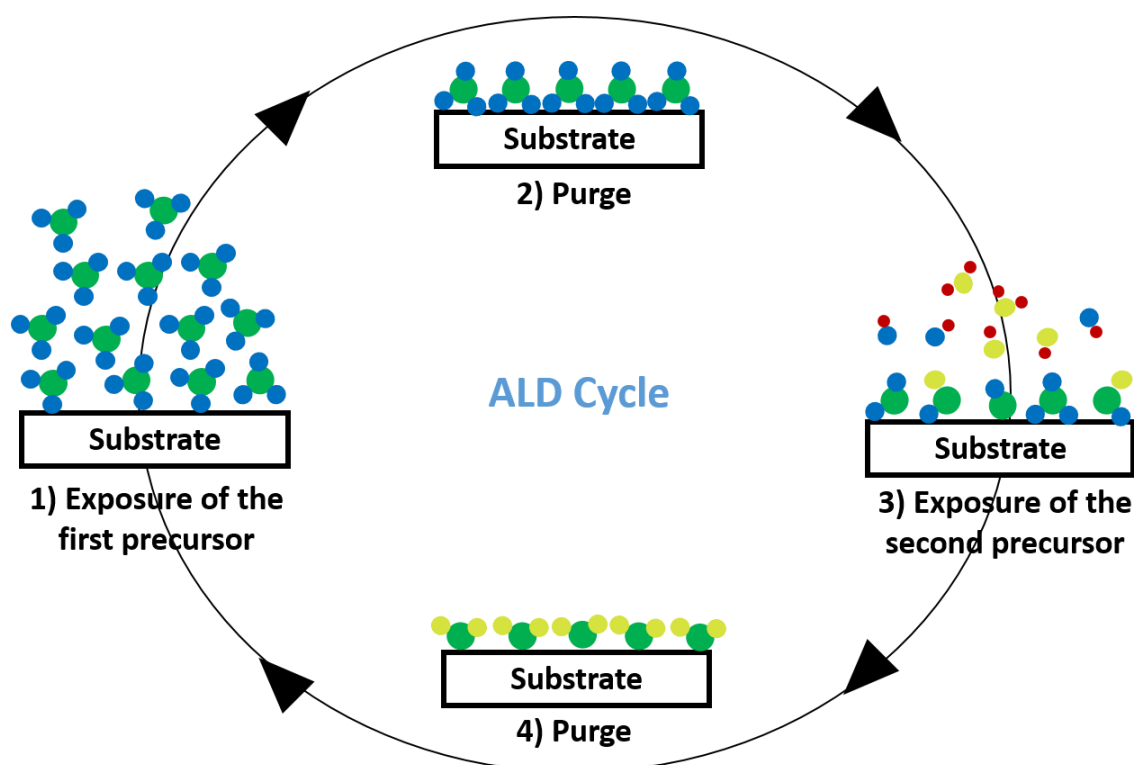 Substrate
2) Purge
ALD Cycle
Substrate
1) Exposure of the
first precursor
Substrate
3) Exposure of the
second precursor
Substrate
4) Purge